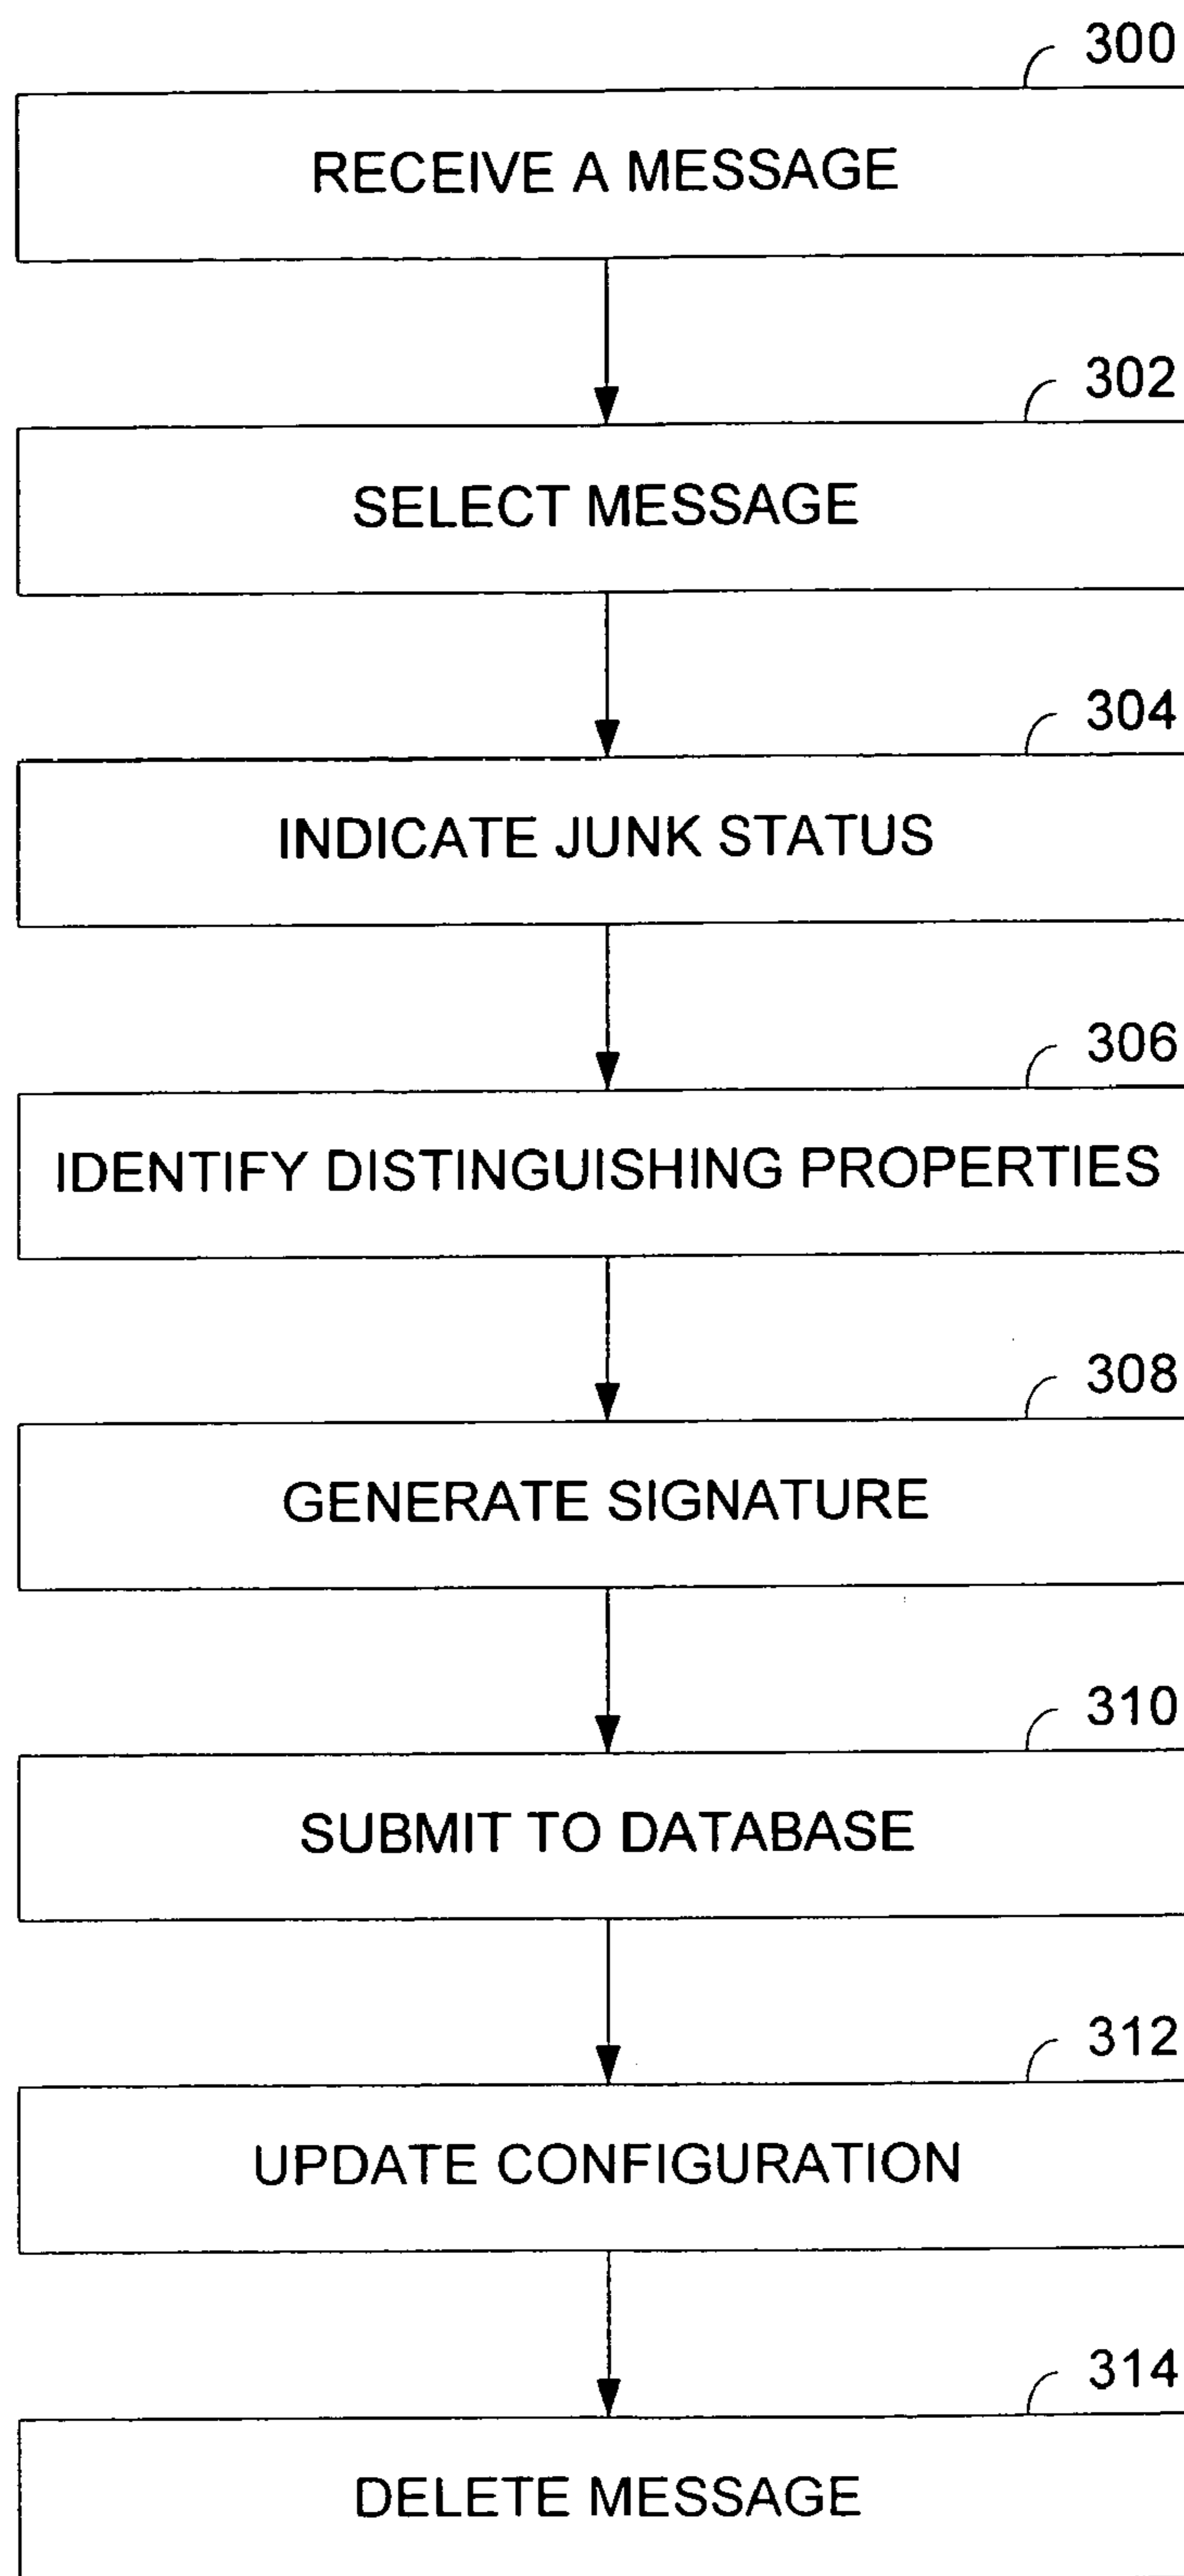 300
RECEIVE A MESSAGE
302
SELECT MESSAGE
304
INDICATE JUNK STATUS
306
IDENTIFY DISTINGUISHING PROPERTIES
308
GENERATE SIGNATURE
310
SUBMIT TO DATABASE
312
UPDATE CONFIGURATION
314
DELETE MESSAGE